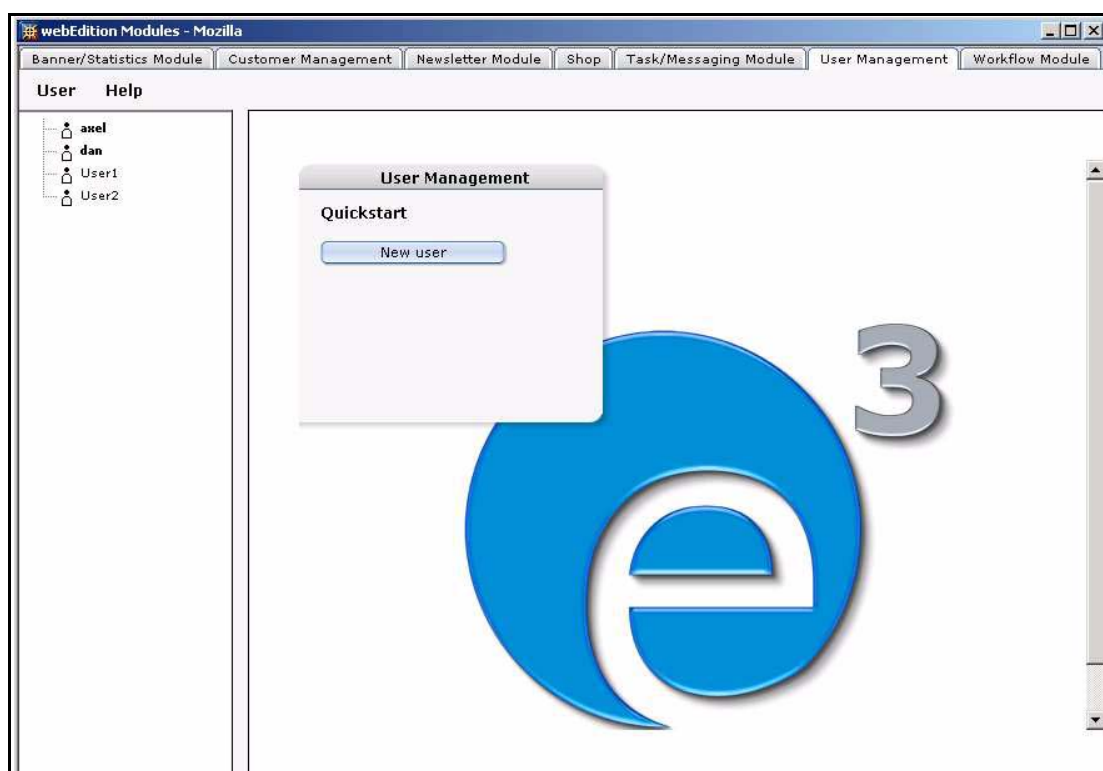 webEdition Modules - Mozilla
Banner/Statistics Module Customer Management Newsletter Module Shop Task/Messaging Module User Management Workflow Module
User Help
axel
dan
User1
User2
User Management
Quickstart
New user
e
3